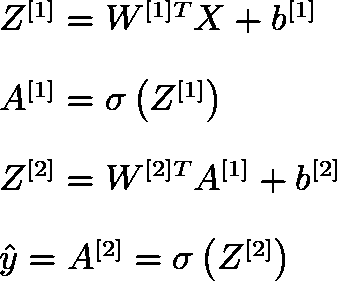 Z^{[1]} = W^{[1]T} X + b^{[1]}
A^{[1]} = σ(Z^{[1]})
Z^{[2]} = W^{[2]T} A^{[1]} + b^{[2]}
ŷ = A^{[2]} = σ(Z^{[2]})